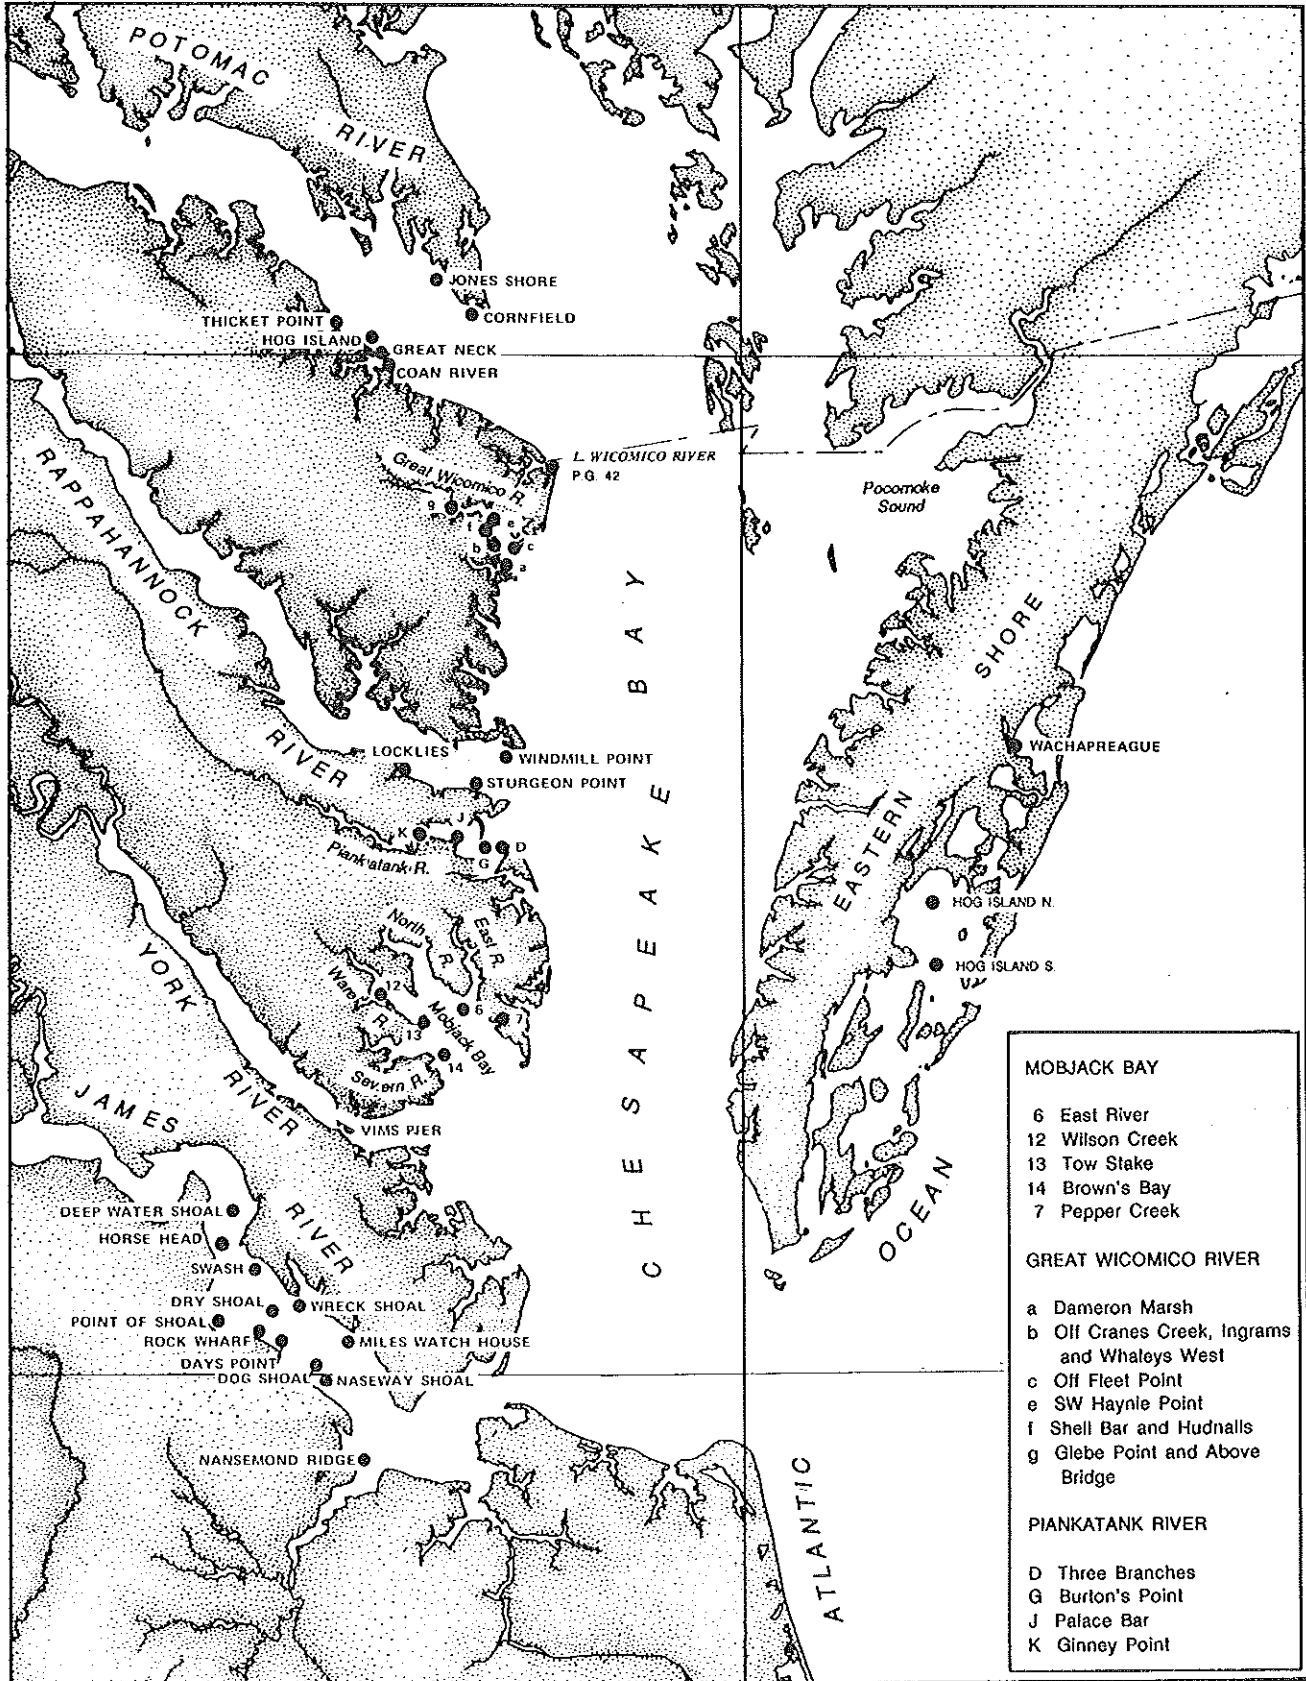 POTOMAC
RIVER
JONES SHORE
CORNFIELD
THICKET POINT
HOG ISLAND
GREAT NECK
COAN RIVER
L. WICOMICO RIVER
P.G. 42
Great Wicomico R.
g
f
e
b
c
a
Pocomoke
Sound
RAPPAHANNOCK
RIVER
CHESAPEAKE BAY
EASTERN
SHORE
LOCKLIES
WINDMILL POINT
STURGEON POINT
WACHAPREAGUE
K
J
G
D
Piankatank R.
HOG ISLAND N.
HOG ISLAND S.
North
R.
East R.
Ware
R.
12
13
6
7
14
Mobjack Bay
Severn R.
YORK
RIVER
VIMS PIER
JAMES
RIVER
DEEP WATER SHOAL
HORSE HEAD
SWASH
DRY SHOAL
WRECK SHOAL
POINT OF SHOAL
ROCK WHARF
MILES WATCH HOUSE
DAYS POINT
DOG SHOAL
NASEWAY SHOAL
NANSEMOND RIDGE
ATLANTIC
OCEAN
MOBJACK BAY
6 East River
12 Wilson Creek
13 Tow Stake
14 Brown's Bay
7 Pepper Creek
GREAT WICOMICO RIVER
a Dameron Marsh
b Off Cranes Creek, Ingrams
and Whaleys West
c Off Fleet Point
e SW Haynie Point
f Shell Bar and Hudnalls
g Glebe Point and Above
Bridge
PIANKATANK RIVER
D Three Branches
G Burton's Point
J Palace Bar
K Ginney Point